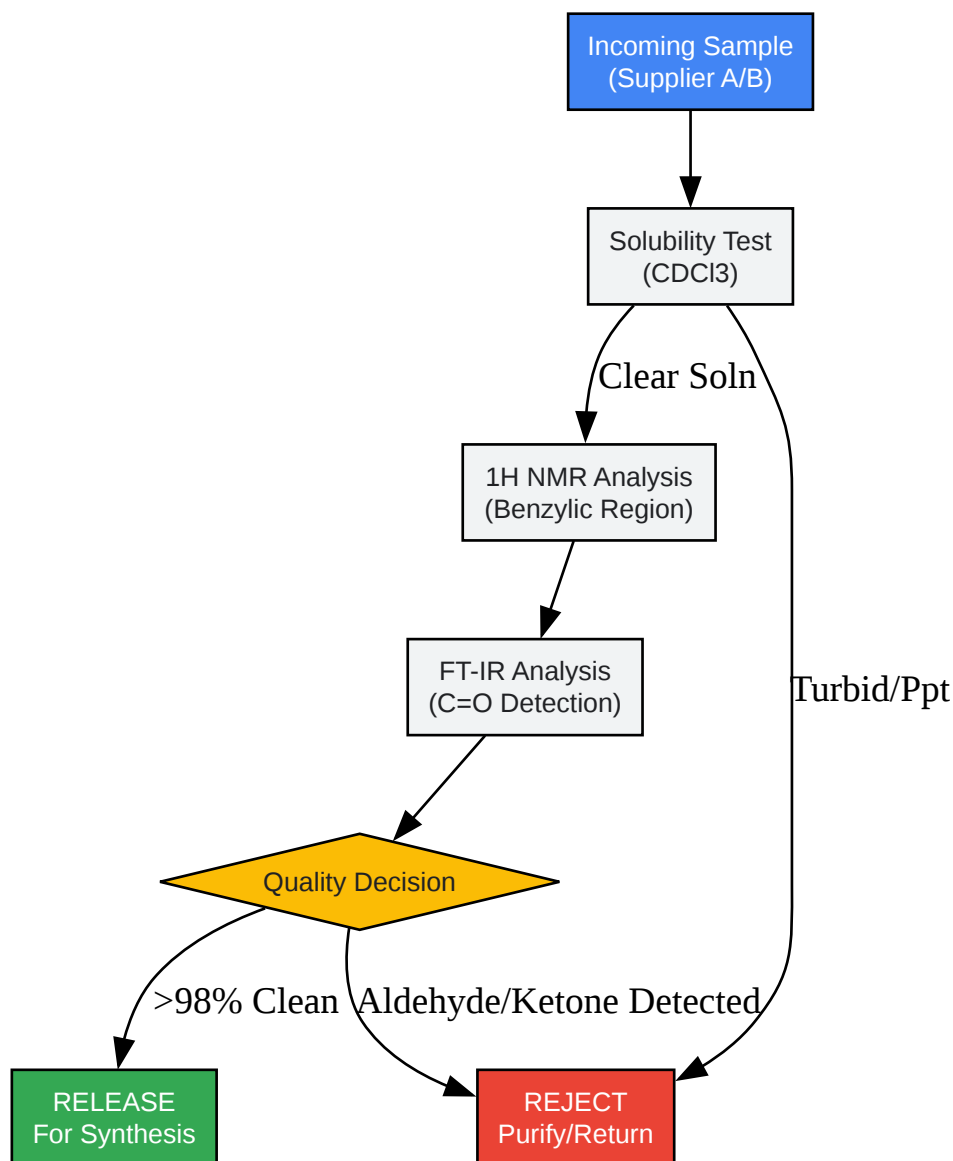 Incoming Sample
(Supplier A/B)
Solubility Test
(CDCl3)
Clear Soln
1H NMR Analysis
(Benzylic Region)
FT-IR Analysis
(C=O Detection)
Turbid/Ppt
Quality Decision
>98% Clean
Aldehyde/Ketone Detected
RELEASE
For Synthesis
REJECT
Purify/Return